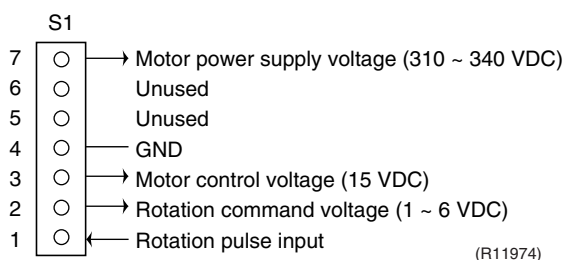 S1
7 Motor power supply voltage (310 ~ 340 VDC)
6 Unused
5 Unused
4 GND
3 Motor control voltage (15 VDC)
2 Rotation command voltage (1 ~ 6 VDC)
1 Rotation pulse input
(R11974)